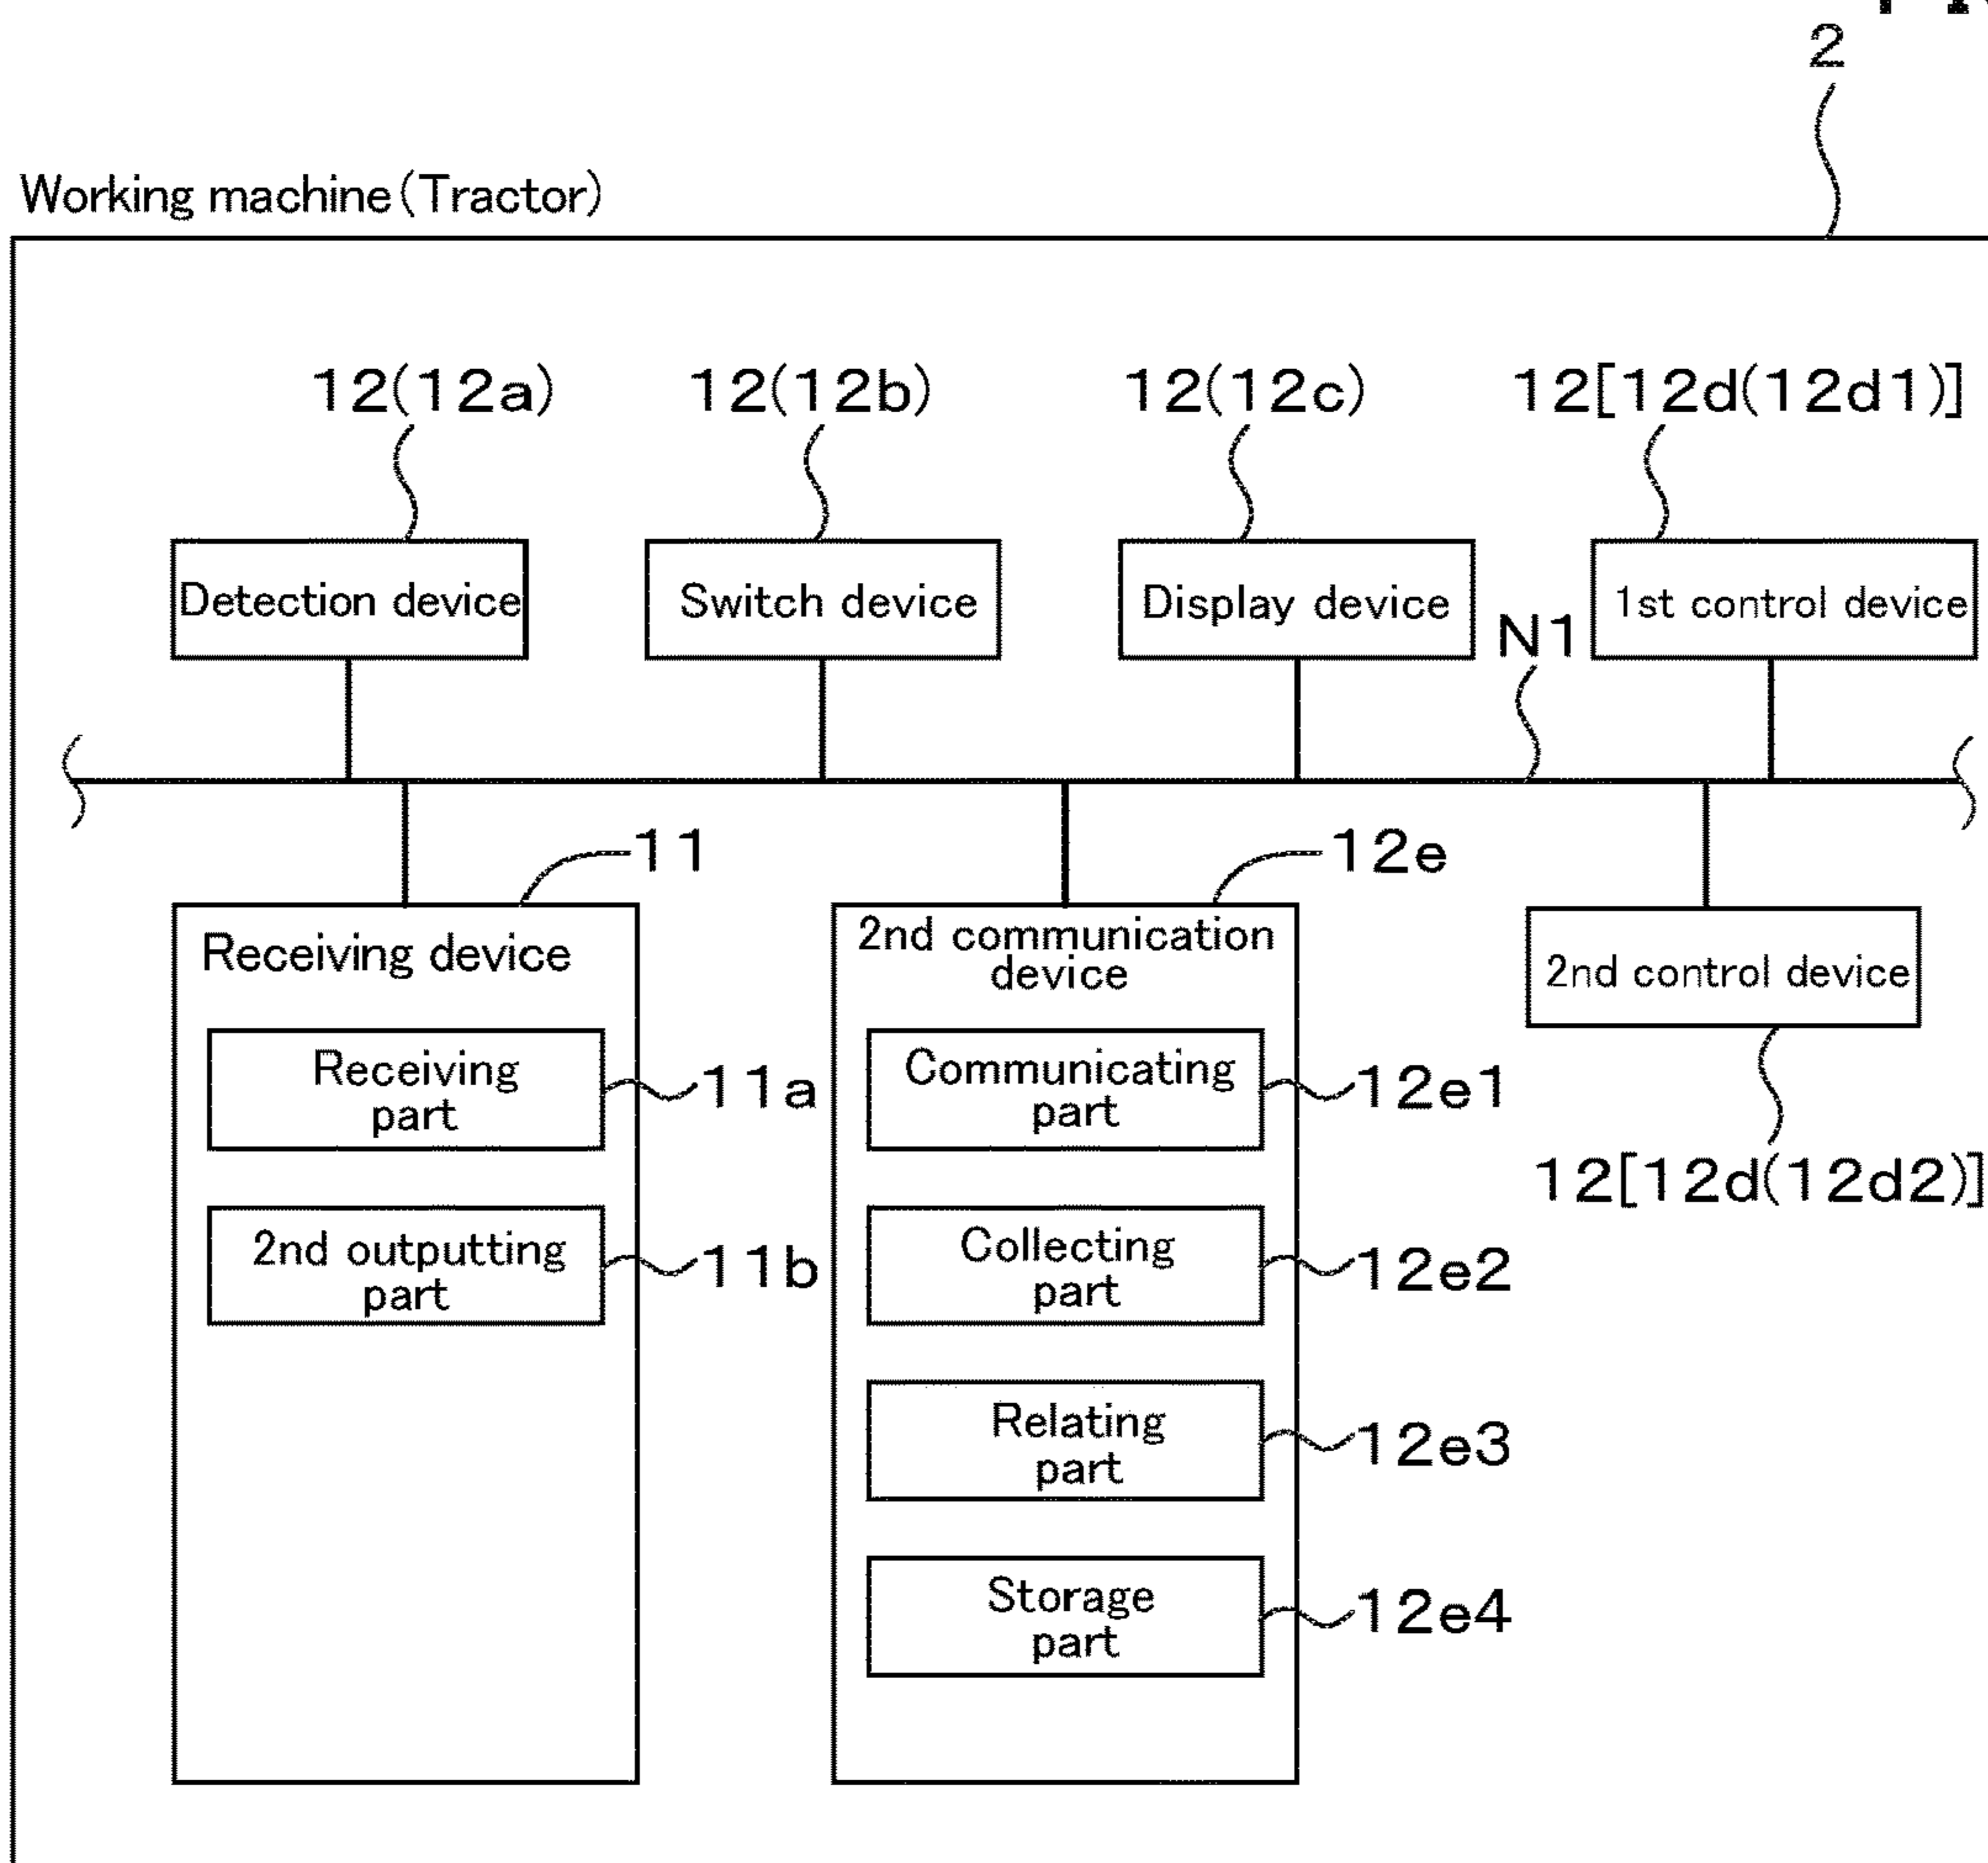 2
Working machine(Tractor)
12(12a)
12(12b)
12(12c)
12[12d(12d1)]
Detection device
Switch device
Display device
1st control device
N1
11
12e
Receiving device
2nd communication
device
2nd control device
Receiving
part
11a
Communicating
part
12e1
12[12d(12d2)]
2nd outputting
part
11b
Collecting
part
12e2
Relating
part
12e3
Storage
part
12e4